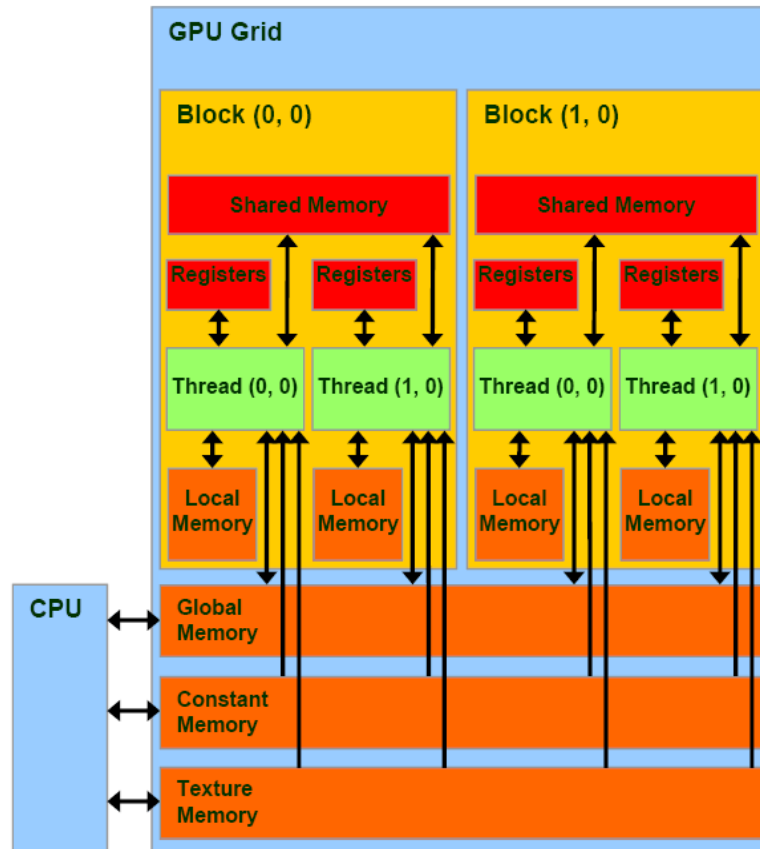 GPU Grid
Block (0, 0)
Block (1, 0)
Shared Memory
Shared Memory
Registers
Registers
Registers
Registers
Thread (0, 0)
Thread (1, 0)
Thread (0, 0)
Thread (1, 0)
Local
Memory
Local
Memory
Local
Memory
Local
Memory
CPU
Global
Memory
Constant
Memory
Texture
Memory